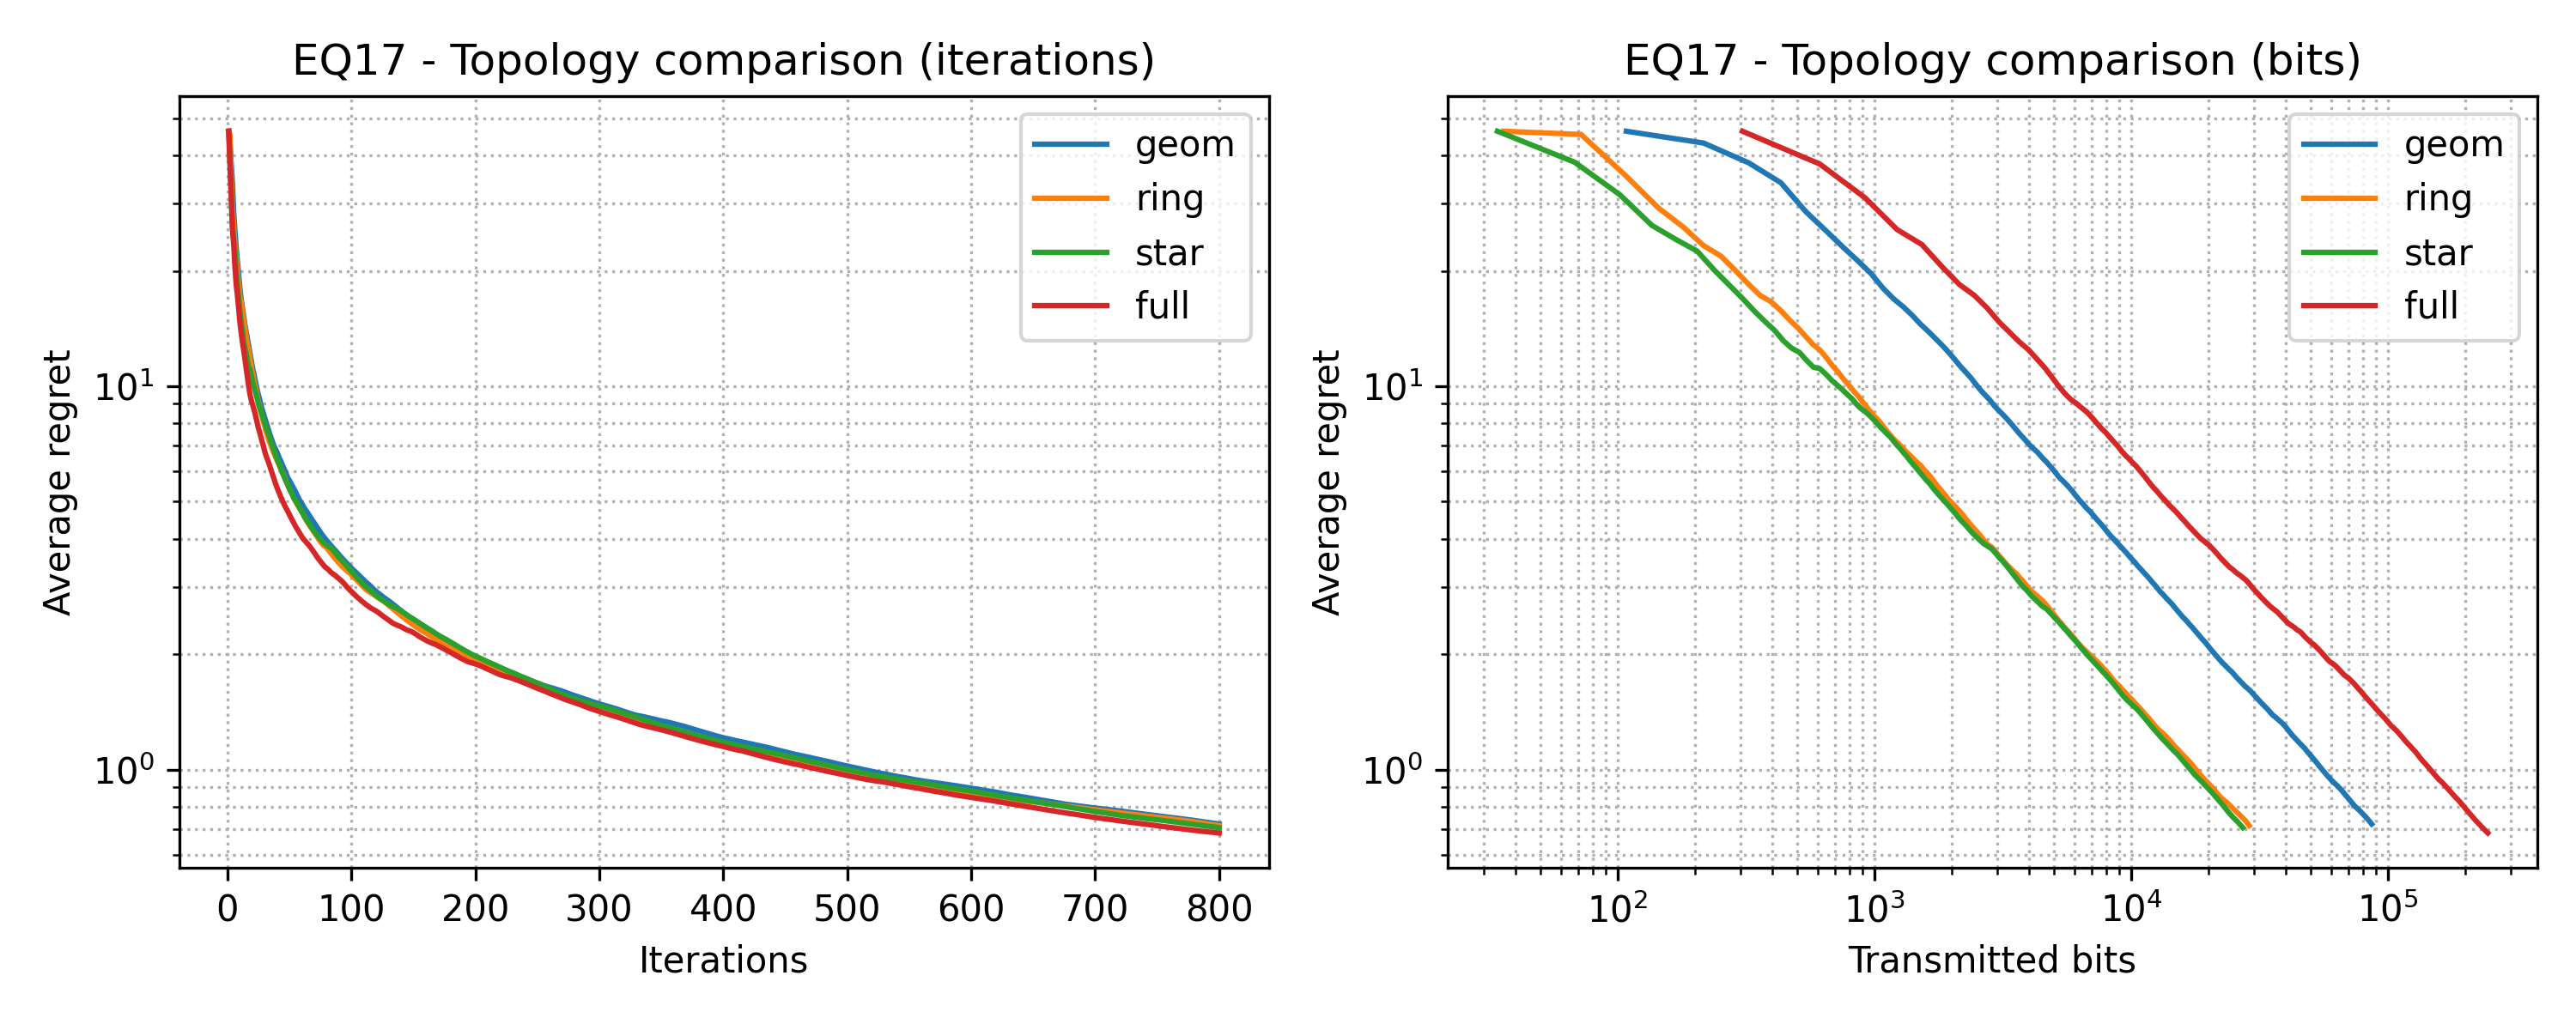 EQ17 - Topology comparison (iterations)
Average regret
10¹
10⁰
0 100 200 300 400 500 600 700 800
Iterations
geom
ring
star
full
EQ17 - Topology comparison (bits)
Average regret
10¹
10⁰
10² 10³ 10⁴ 10⁵
Transmitted bits
geom
ring
star
full